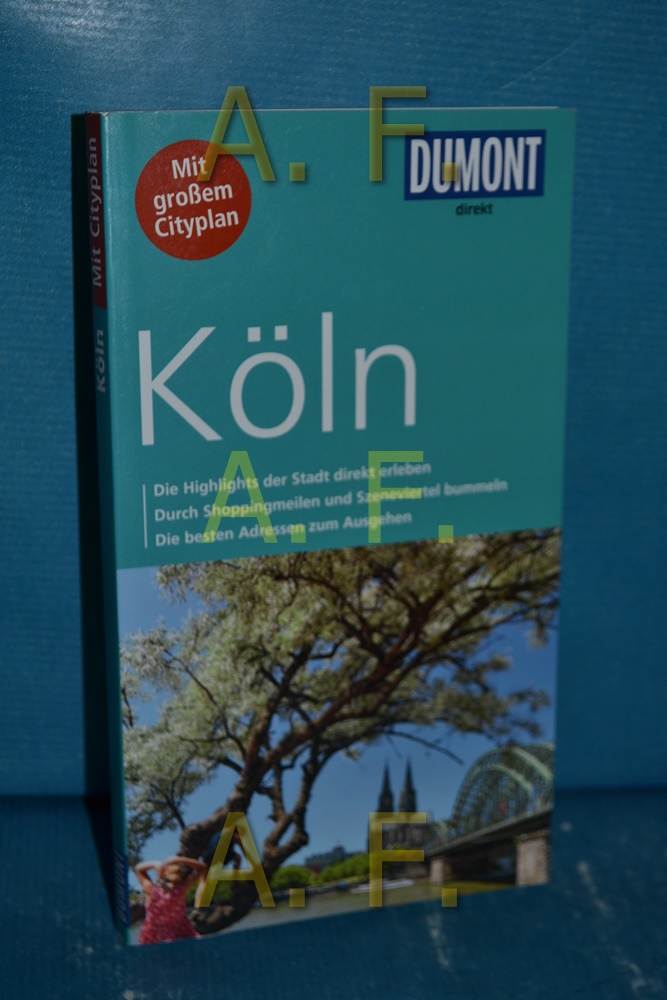 Mit
großem
Cityplan
DUMONT
direkt
Mit Cityplan
Köln
Köln
Die Highlights der Stadt direkt erleben
Durch Shoppingmeilen und Szeneviertel bummeln
Die besten Adressen zum Ausgehen
A. F.
A. F.
A. F.